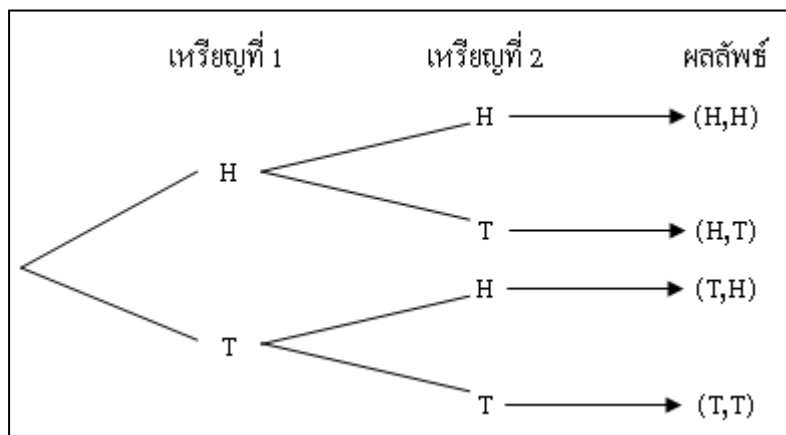 เหรียญที่ 1 เหรียญที่ 2 ผลลัพธ์
H (H,H)
H
T (H,T)
H (T,H)
T
T (T,T)